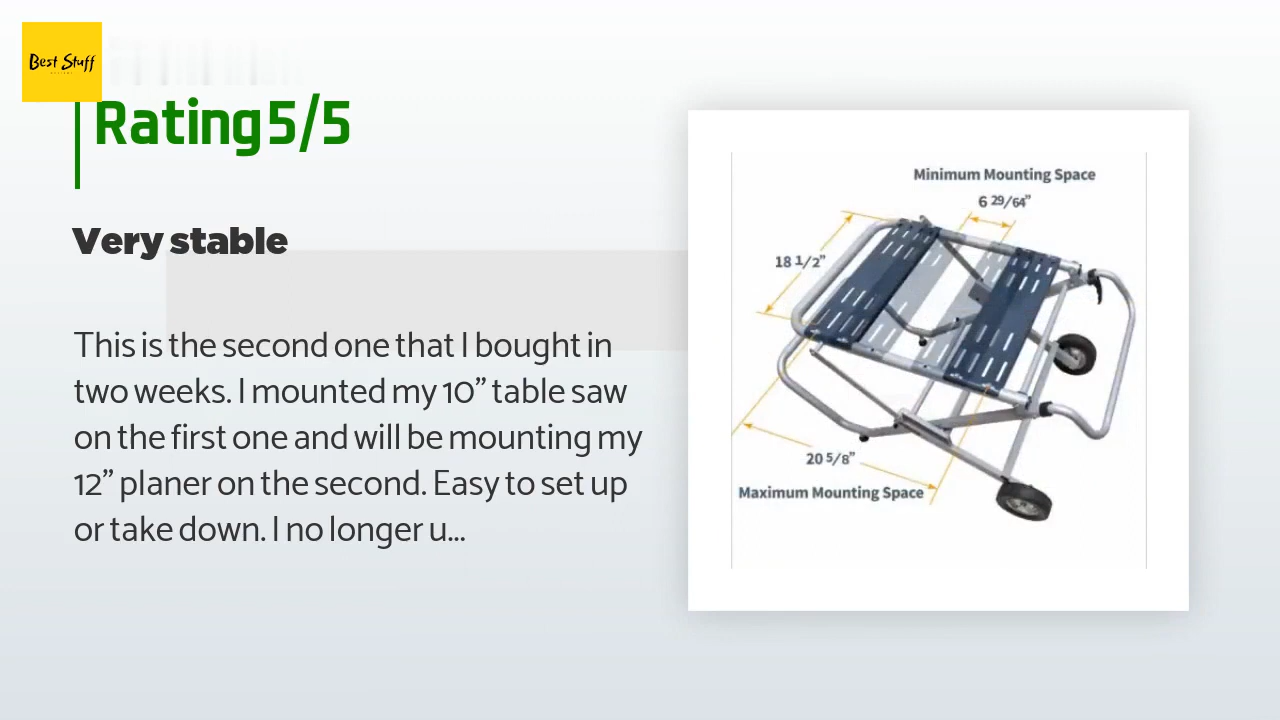 Best Stuff
Rating 5/5
Very stable
This is the second one that I bought in
two weeks. I mounted my 10” table saw
on the first one and will be mounting my
12” planer on the second. Easy to set up
or take down. I no longer u...
Minimum Mounting Space
6 29/64”
18 1/2”
20 5/8”
Maximum Mounting Space